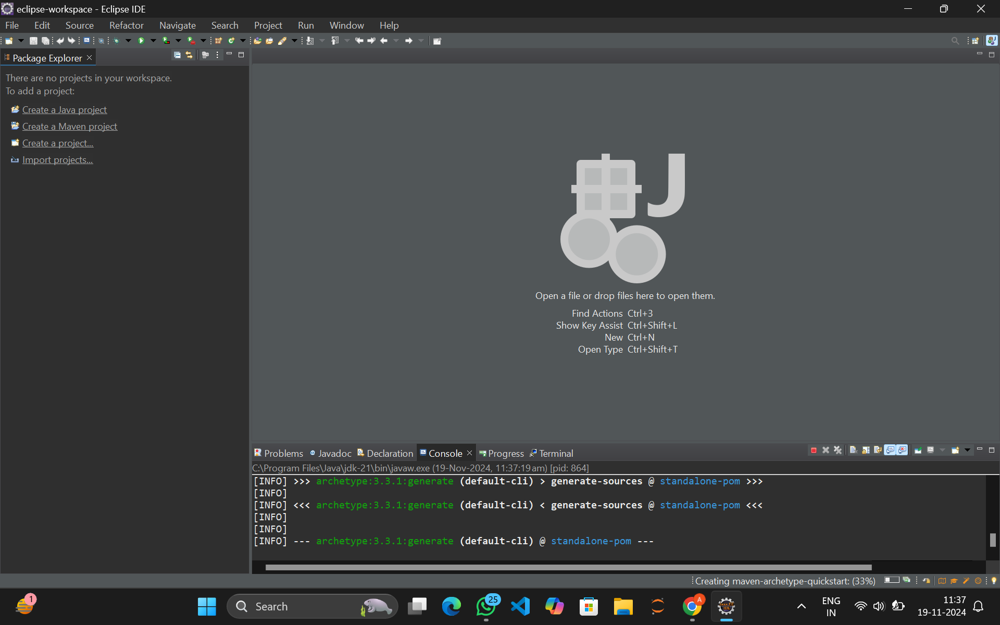 eclipse-workspace - Eclipse IDE
File Edit Source Refactor Navigate Search Project Run Window Help
Package Explorer
There are no projects in your workspace.
To add a project:
Create a Java project
Create a Maven project
Create a project...
Import projects...
J
Open a file or drop files here to open them.
Find Actions Ctrl+3
Show Key Assist Ctrl+Shift+L
New Ctrl+N
Open Type Ctrl+Shift+T
Problems @ Javadoc Declaration Console Progress Terminal
C:\Program Files\Java\jdk-21\bin\javaw.exe (19-Nov-2024, 11:37:19 am) [pid: 864]
[INFO] >>> archetype:3.3.1:generate (default-cli) > generate-sources @ standalone-pom >>>
[INFO]
[INFO] <<< archetype:3.3.1:generate (default-cli) < generate-sources @ standalone-pom <<<
[INFO]
[INFO]
[INFO] --- archetype:3.3.1:generate (default-cli) @ standalone-pom ---
Creating maven-archetype-quickstart: (33%)
1
Search
25
A
Java EE
IDE
ENG
IN
11:37
19-11-2024